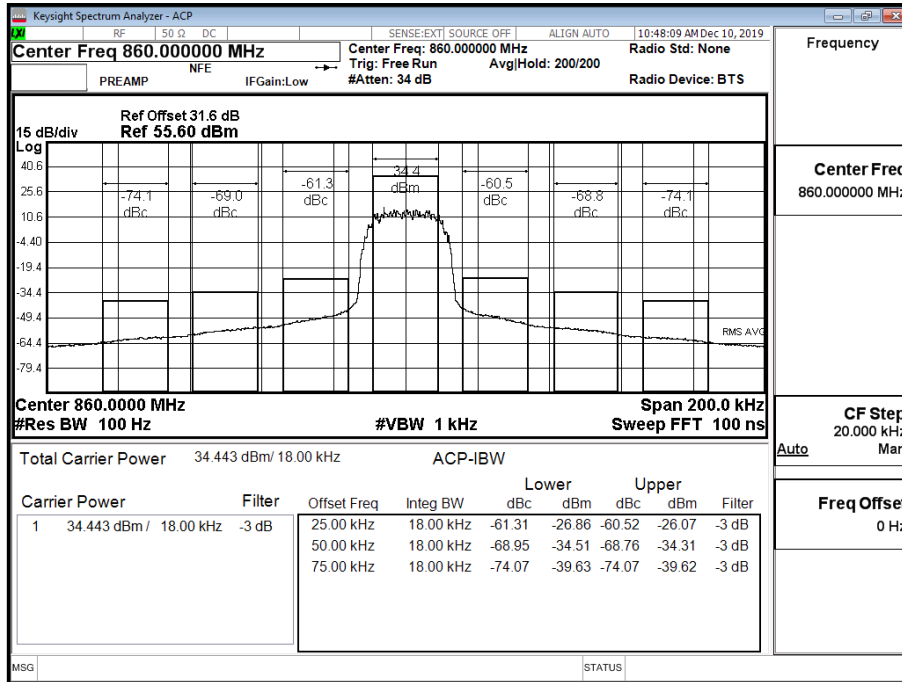 Keysight Spectrum Analyzer - ACP
LXI RF 50 Ω DC SENSE:EXT SOURCE OFF ALIGN AUTO 10:48:09 AM Dec 10, 2019
Center Freq 860.000000 MHz
NFE
PREAMP IFGain:Low
Center Freq: 860.000000 MHz
Trig: Free Run Avg|Hold: 200/200
#Atten: 34 dB
Radio Std: None
Radio Device: BTS
Ref Offset 31.6 dB
15 dB/div Ref 55.60 dBm
Log
40.6
25.6
10.6
-4.40
-19.4
-34.4
-49.4
-64.4
-79.4
-74.1
dBc
-69.0
dBc
-61.3
dBc
34.4
dBm
-60.5
dBc
-68.8
dBc
-74.1
dBc
RMS AVG
Center 860.0000 MHz Span 200.0 kHz
#Res BW 100 Hz #VBW 1 kHz Sweep FFT 100 ns
Total Carrier Power 34.443 dBm/ 18.00 kHz ACP-IBW
Lower Upper
Carrier Power Filter Offset Freq Integ BW dBc dBm dBc dBm Filter
1 34.443 dBm / 18.00 kHz -3 dB 25.00 kHz 18.00 kHz -61.31 -26.86 -60.52 -26.07 -3 dB
50.00 kHz 18.00 kHz -68.95 -34.51 -68.76 -34.31 -3 dB
75.00 kHz 18.00 kHz -74.07 -39.63 -74.07 -39.62 -3 dB
MSG STATUS
Frequency
Center Freq
860.000000 MHz
CF Step
20.000 kHz
Auto Man
Freq Offset
0 Hz